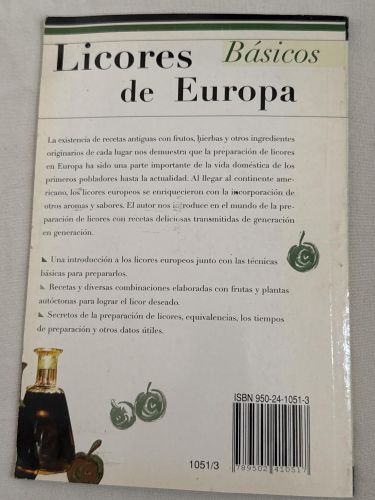 Licores Básicos
de Europa
La existencia de recetas antiguas con frutos, hierbas y otros ingredientes
originarios de cada lugar nos demuestra que la preparación de licores
en Europa ha sido una parte importante de la vida doméstica de los
primeros pobladores hasta la actualidad. Al llegar al continente ame-
ricano, los licores europeos se enriquecieron con la incorporación de
otros aromas y sabores. El autor nos introduce en el mundo de la pre-
paración de licores con recetas deliciosas transmitidas de generación
en generación.
Una introducción a los licores europeos junto con las técnicas
básicas para prepararlos.
Recetas y diversas combinaciones elaboradas con frutas y plantas
autóctonas para lograr el licor deseado.
Secretos de la preparación de licores, equivalencias, los tiempos
de preparación y otros datos útiles.
ISBN 950-24-1051-3
9789502410517
1051/3